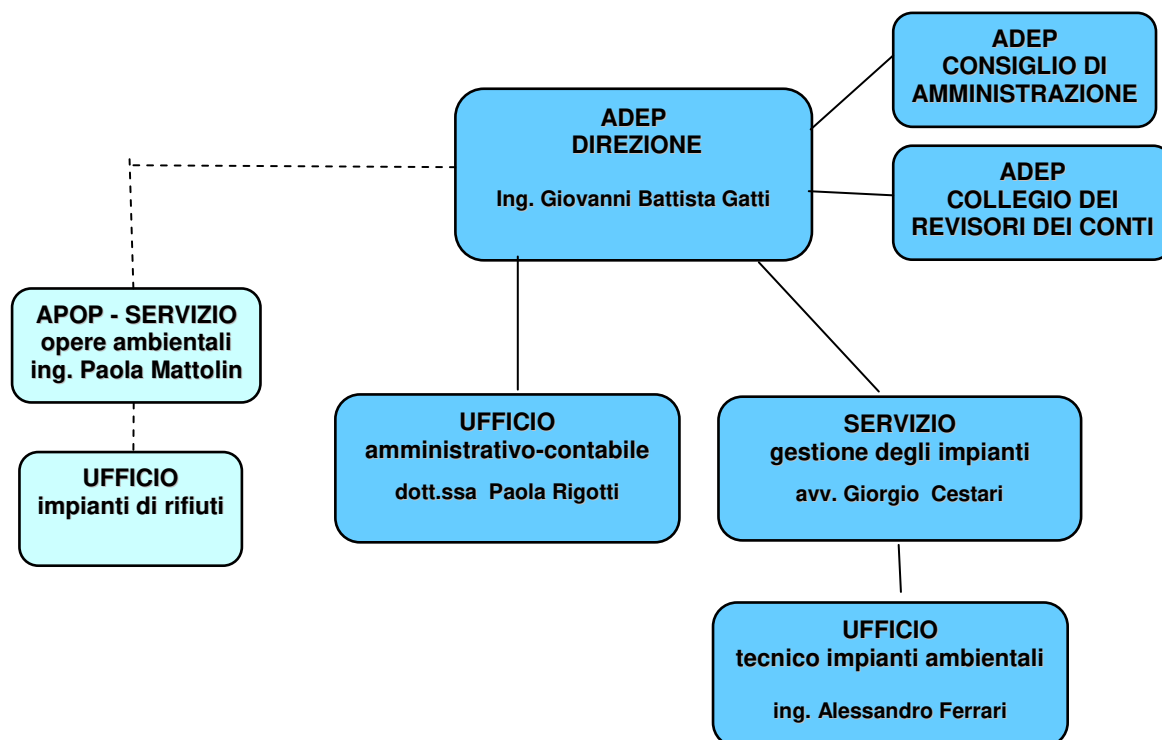 ADEP
CONSIGLIO DI
AMMINISTRAZIONE
ADEP
DIREZIONE
Ing. Giovanni Battista Gatti
ADEP
COLLEGIO DEI
REVISORI DEI CONTI
APOP - SERVIZIO
opere ambientali
ing. Paola Mattolin
UFFICIO
impianti di rifiuti
UFFICIO
amministrativo-contabile
dott.ssa Paola Rigotti
SERVIZIO
gestione degli impianti
avv. Giorgio Cestari
UFFICIO
tecnico impianti ambientali
ing. Alessandro Ferrari